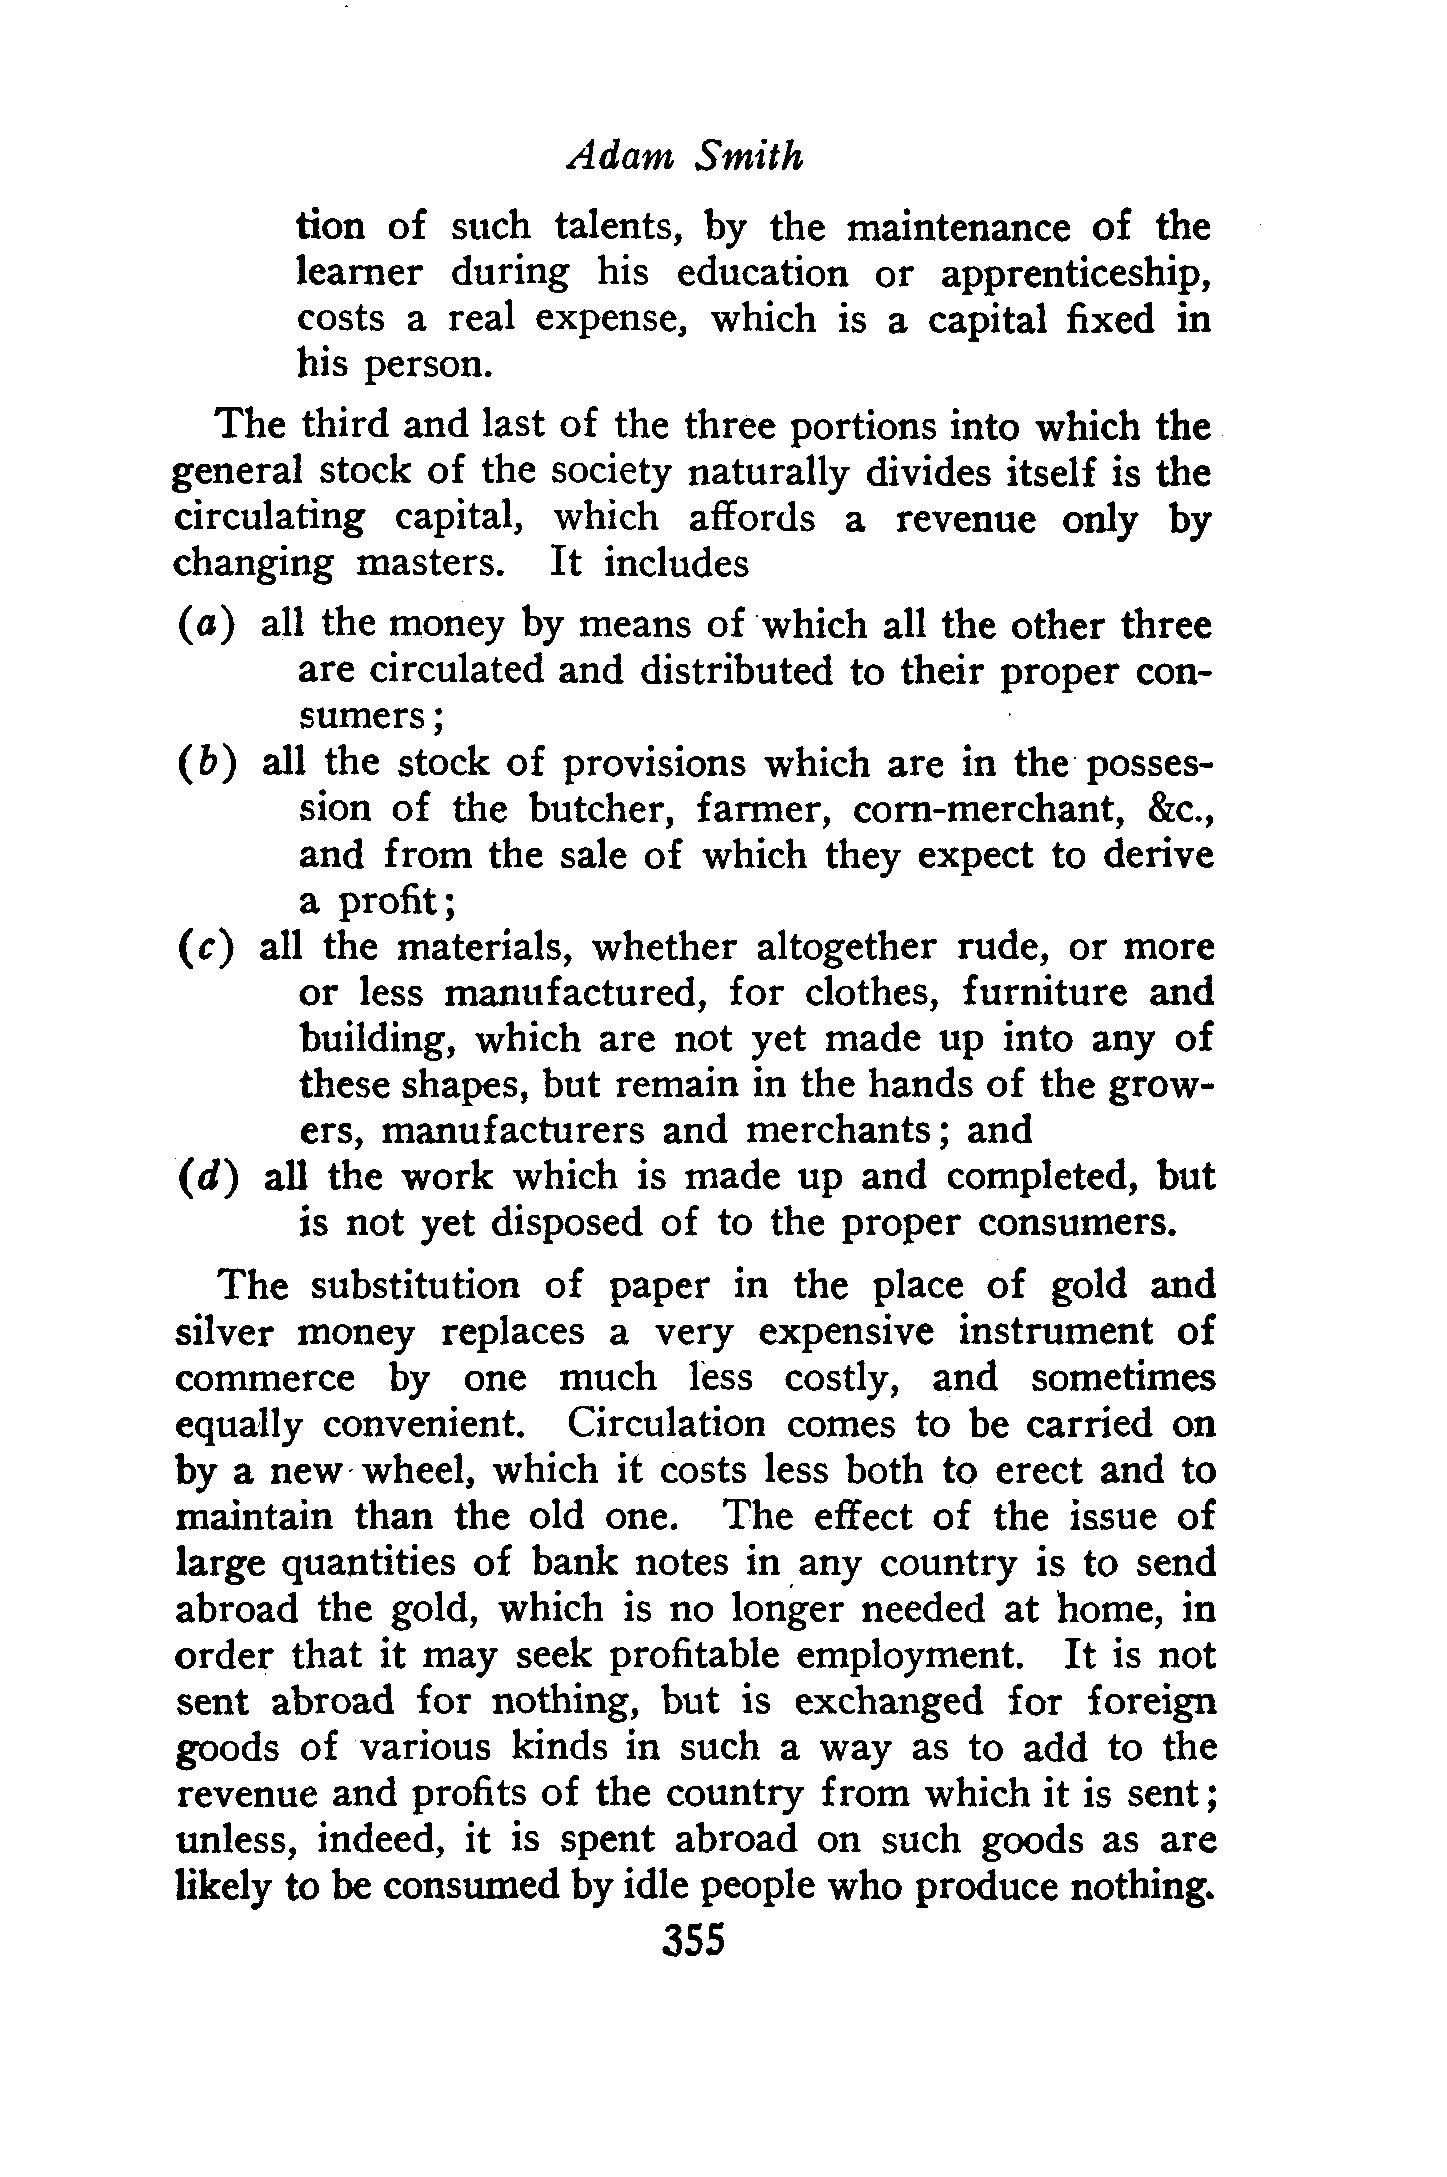 Adam Smith
tion of such talents, by the maintenance of the
learner during his education or apprenticeship,
costs a real expense, which is a capital fixed in
his person.
The third and last of the three portions into which the
general stock of the society naturally divides itself is the
circulating capital, which affords a revenue only by
changing masters. It includes
(a) all the money by means of which all the other three
are circulated and distributed to their proper con-
sumers;
(b) all the stock of provisions which are in the posses-
sion of the butcher, farmer, corn-merchant, &c.,
and from the sale of which they expect to derive
a profit;
(c) all the materials, whether altogether rude, or more
or less manufactured, for clothes, furniture and
building, which are not yet made up into any of
these shapes, but remain in the hands of the grow-
ers, manufacturers and merchants; and
(d) all the work which is made up and completed, but
is not yet disposed of to the proper consumers.
The substitution of paper in the place of gold and
silver money replaces a very expensive instrument of
commerce by one much less costly, and sometimes
equally convenient. Circulation comes to be carried on
by a new wheel, which it costs less both to erect and to
maintain than the old one. The effect of the issue of
large quantities of bank notes in any country is to send
abroad the gold, which is no longer needed at home, in
order that it may seek profitable employment. It is not
sent abroad for nothing, but is exchanged for foreign
goods of various kinds in such a way as to add to the
revenue and profits of the country from which it is sent;
unless, indeed, it is spent abroad on such goods as are
likely to be consumed by idle people who produce nothing.
355